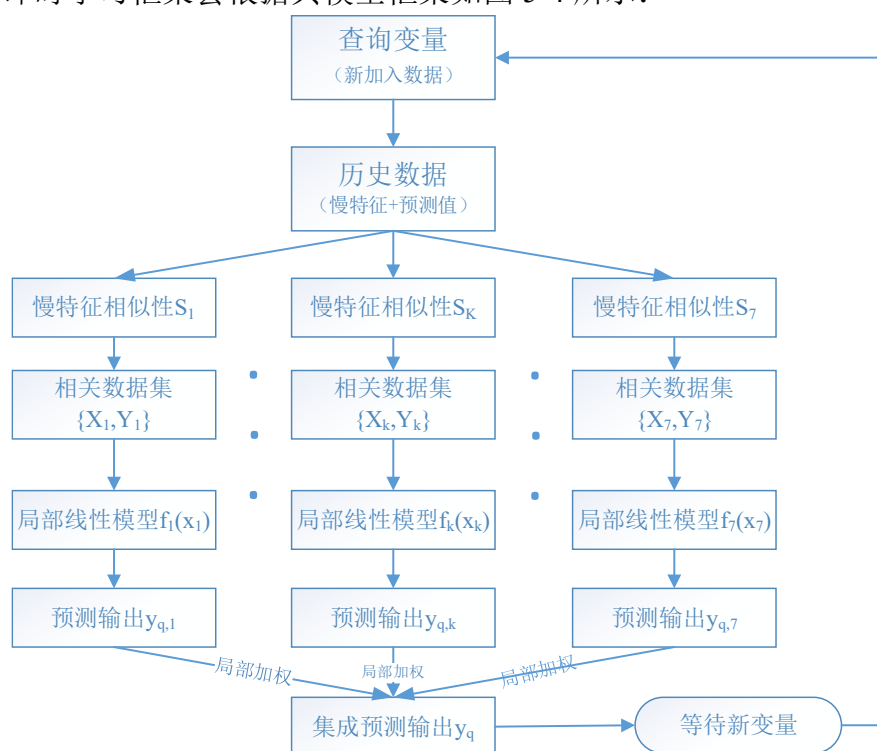 查询变量
（新加入数据）
历史数据
（慢特征+预测值）
慢特征相似性S1
慢特征相似性SK
慢特征相似性S7
相关数据集
{X1,Y1}
相关数据集
{Xk,Yk}
相关数据集
{X7,Y7}
局部线性模型f1(x1)
局部线性模型fk(xk)
局部线性模型f7(x7)
预测输出yq,1
预测输出yq,k
预测输出yq,7
局部加权
局部加权
局部加权
集成预测输出yq
等待新变量